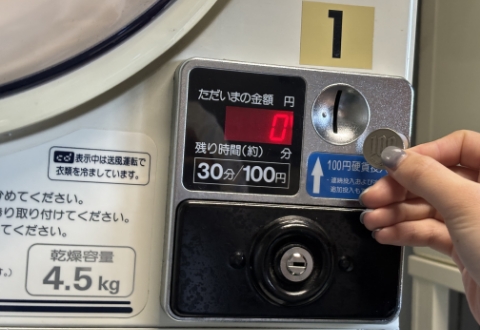 1
ただいまの金額 円
0
残り時間(約) 分
30分/100円
100円硬貨投入
100
表示中は送風運転で
衣類を冷ましています。
めてください。
り取り付けてください。
てください。
乾燥容量
4.5kg